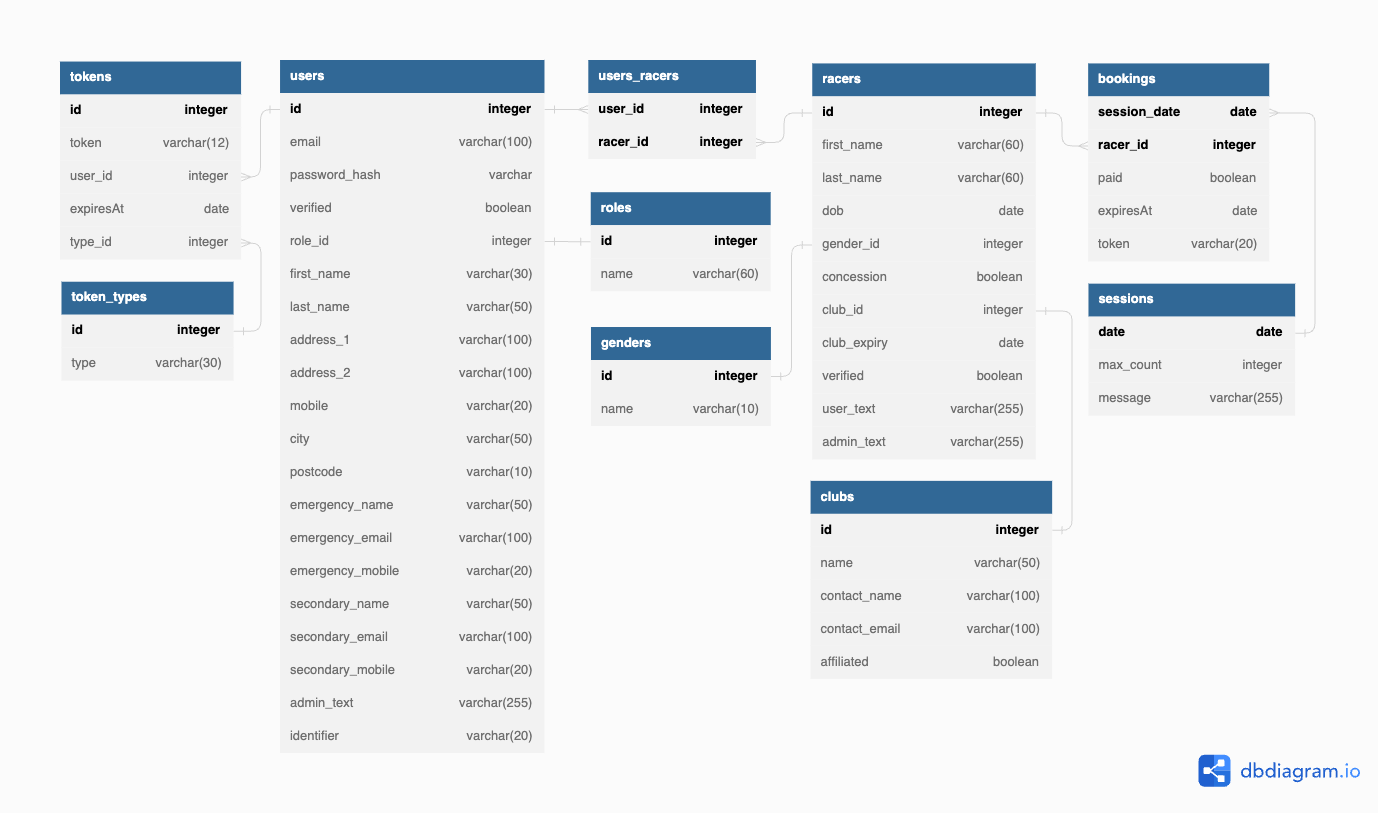 tokens
id integer
token varchar(12)
user_id integer
expiresAt date
type_id integer
token_types
id integer
type varchar(30)
users
id integer
email varchar(100)
password_hash varchar
verified boolean
role_id integer
first_name varchar(30)
last_name varchar(50)
address_1 varchar(100)
address_2 varchar(100)
mobile varchar(20)
city varchar(50)
postcode varchar(10)
emergency_name varchar(50)
emergency_email varchar(100)
emergency_mobile varchar(20)
secondary_name varchar(50)
secondary_email varchar(100)
secondary_mobile varchar(20)
admin_text varchar(255)
identifier varchar(20)
users_racers
user_id integer
racer_id integer
roles
id integer
name varchar(60)
genders
id integer
name varchar(10)
racers
id integer
first_name varchar(60)
last_name varchar(60)
dob date
gender_id integer
concession boolean
club_id integer
club_expiry date
verified boolean
user_text varchar(255)
admin_text varchar(255)
clubs
id integer
name varchar(50)
contact_name varchar(100)
contact_email varchar(100)
affiliated boolean
bookings
session_date date
racer_id integer
paid boolean
expiresAt date
token varchar(20)
sessions
date date
max_count integer
message varchar(255)
dbdiagram.io